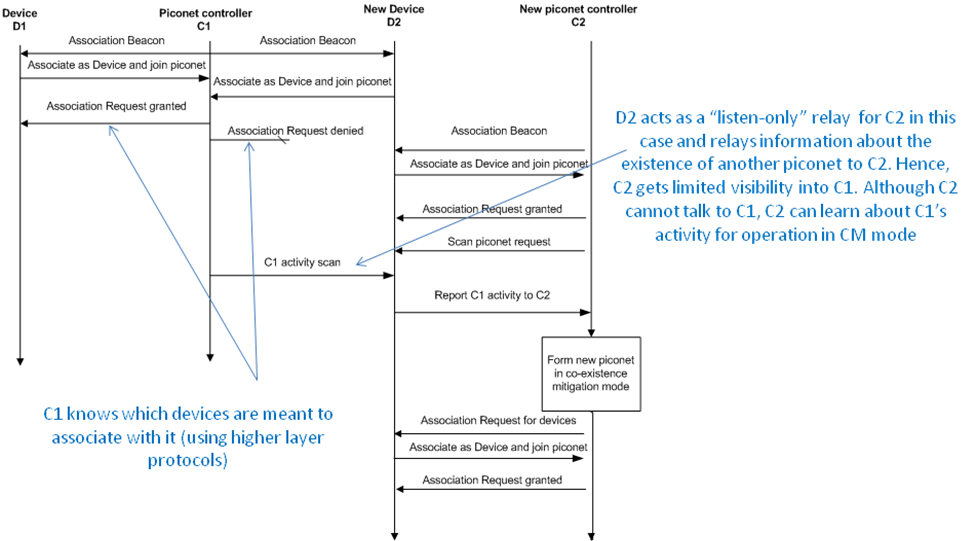 Device
D1
Piconet controller
C1
New Device
D2
New piconet controller
C2
Association Beacon
Association Beacon
Associate as Device and join piconet
Associate as Device and join piconet
Association Request granted
Association Request denied
Association Beacon
Associate as Device and join piconet
Association Request granted
Scan piconet request
C1 activity scan
Report C1 activity to C2
Form new piconet
in co-existence
mitigation mode
Association Request for devices
Associate as Device and join piconet
Association Request granted
D2 acts as a “listen-only” relay for C2 in this
case and relays information about the
existence of another piconet to C2. Hence,
C2 gets limited visibility into C1. Although C2
cannot talk to C1, C2 can learn about C1’s
activity for operation in CM mode
C1 knows which devices are meant to
associate with it (using higher layer
protocols)